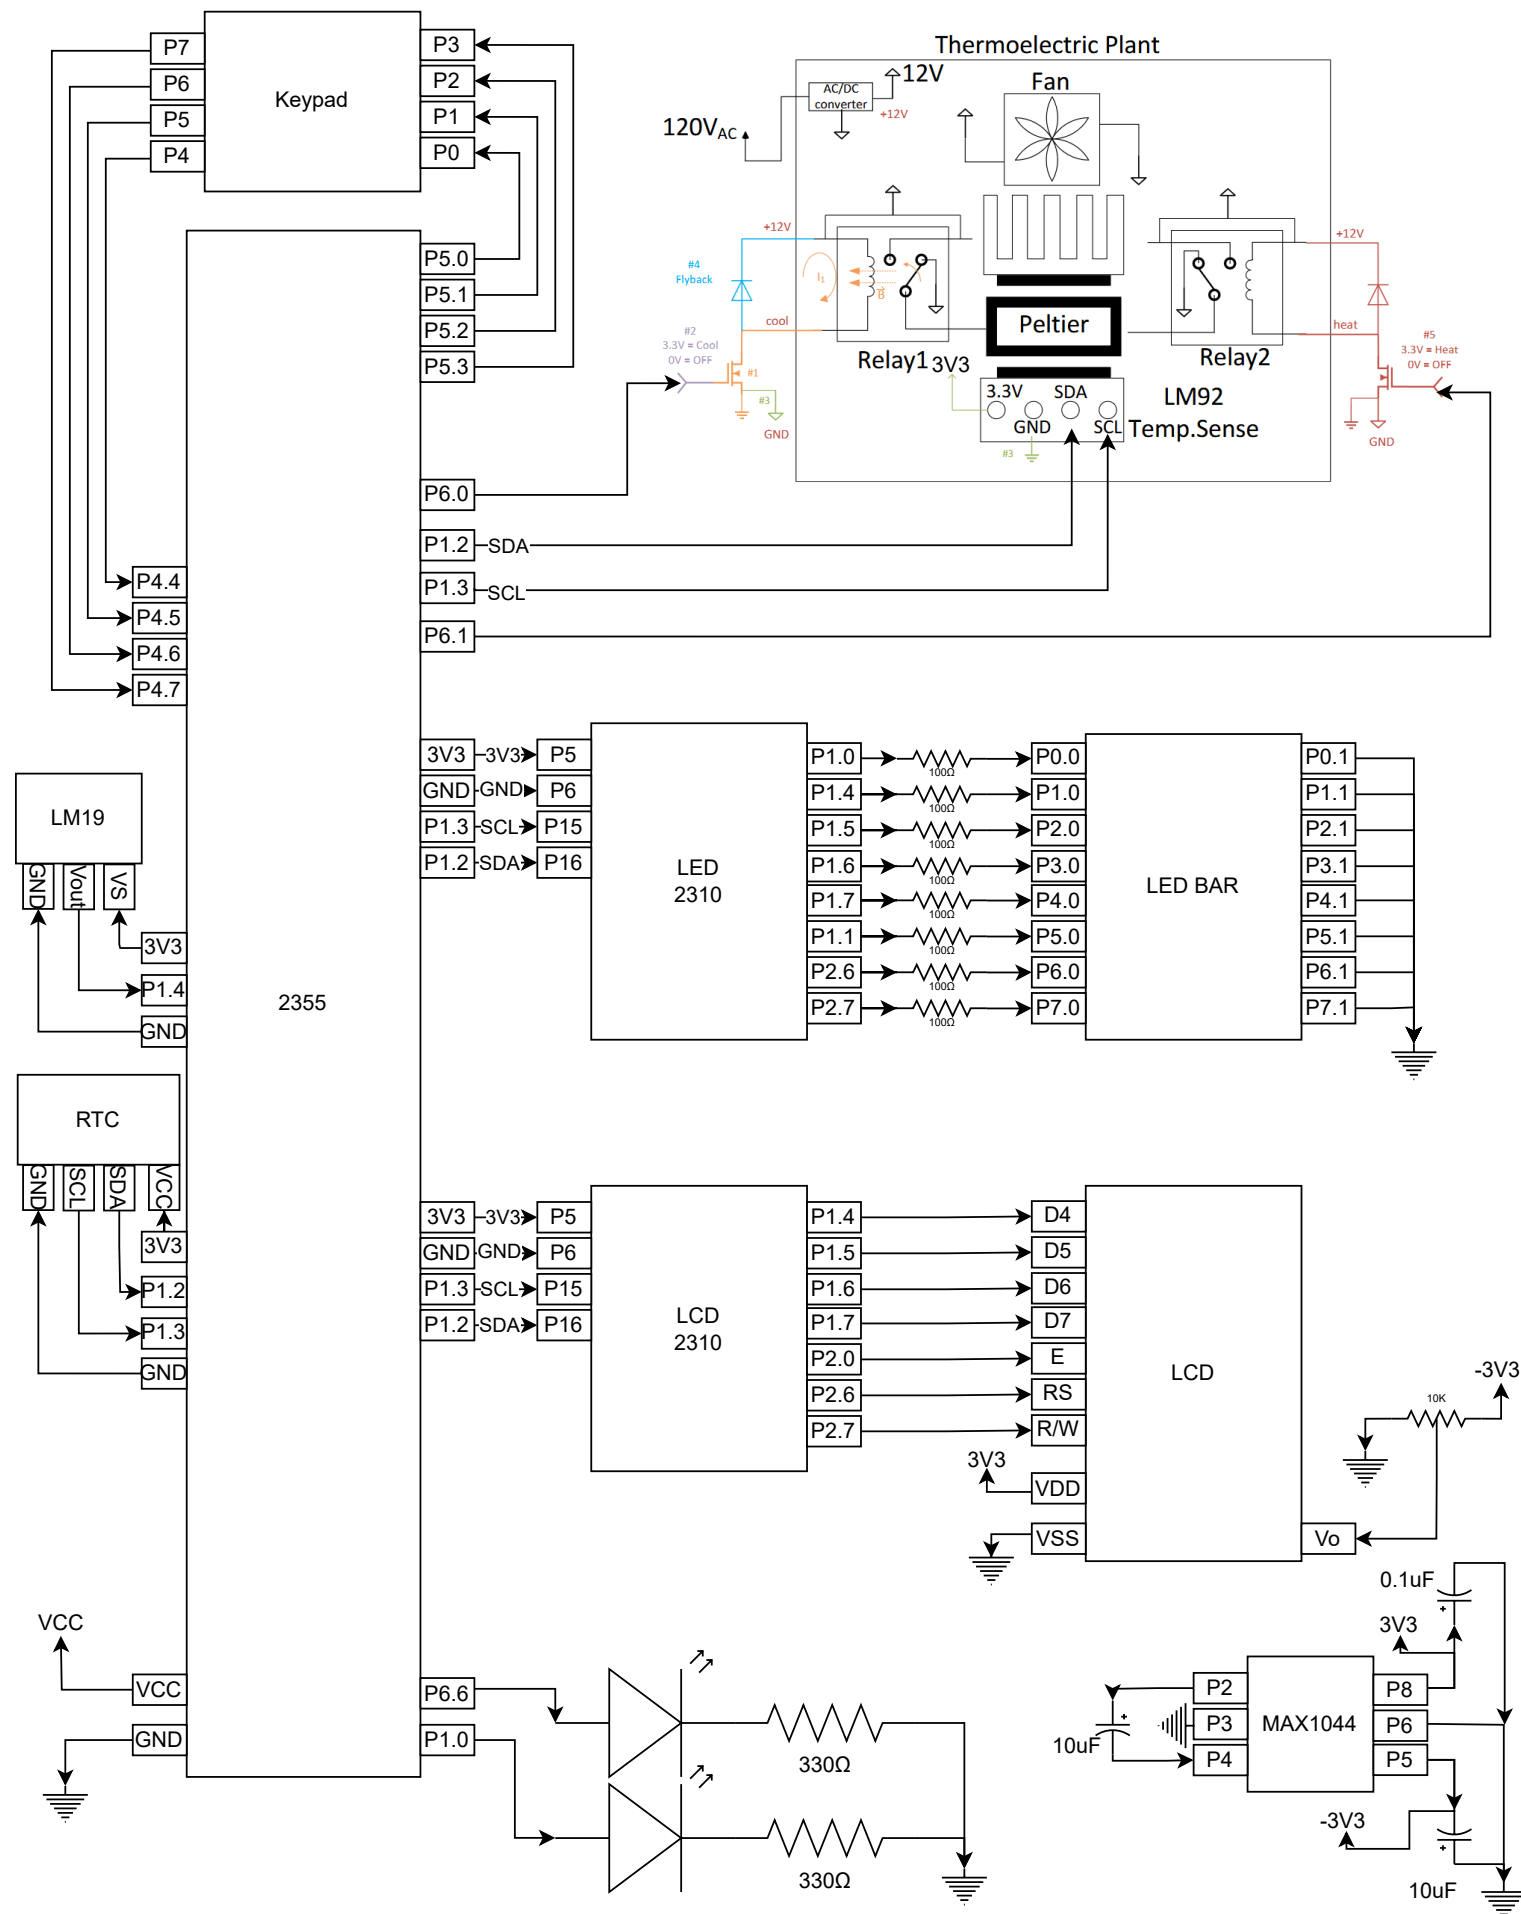 P7
P6
P5
P4
Keypad
P3
P2
P1
P0
Thermoelectric Plant
120VAC
AC/DC
converter
12V
+12V
Fan
+12V
#4
Flyback
I1
B
cool
#2
3.3V = Cool
0V = OFF
#1
#3
GND
Relay1
3V3
Peltier
Relay2
+12V
heat
#5
3.3V = Heat
0V = OFF
GND
3.3V
SDA
GND
SCL
#3
LM92
Temp.Sense
P5.0
P5.1
P5.2
P5.3
P6.0
P1.2
SDA
P1.3
SCL
P6.1
P4.4
P4.5
P4.6
P4.7
2355
LM19
GND
Vout
VS
3V3
P1.4
GND
RTC
GND
SCL
SDA
VCC
3V3
P1.2
P1.3
GND
VCC
VCC
GND
3V3
3V3
P5
GND
GND
P6
P1.3
SCL
P15
P1.2
SDA
P16
LED
2310
P1.0
100Ω
P0.0
P1.4
100Ω
P1.0
P1.5
100Ω
P2.0
P1.6
100Ω
P3.0
P1.7
100Ω
P4.0
P1.1
100Ω
P5.0
P2.6
100Ω
P6.0
P2.7
100Ω
P7.0
LED BAR
P0.1
P1.1
P2.1
P3.1
P4.1
P5.1
P6.1
P7.1
3V3
3V3
P5
GND
GND
P6
P1.3
SCL
P15
P1.2
SDA
P16
LCD
2310
P1.4
D4
P1.5
D5
P1.6
D6
P1.7
D7
P2.0
E
P2.6
RS
P2.7
R/W
3V3
VDD
VSS
LCD
Vo
10K
-3V3
P6.6
330Ω
P1.0
330Ω
0.1uF
+
3V3
MAX1044
P2
P3
P4
P8
P6
P5
+
10uF
-3V3
+
10uF